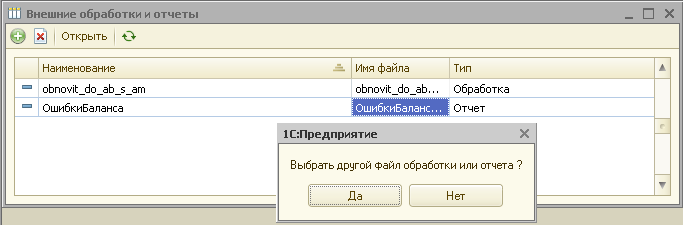 Внешние обработки и отчеты
Открыть
Наименование Имя файла Тип
obnovit_do_ab_s_am obnovit_do_ab... Обработка
ОшибкиБаланса ОшибкиБаланс... Отчет
1С:Предприятие
Выбрать другой файл обработки или отчета ?
Да Нет